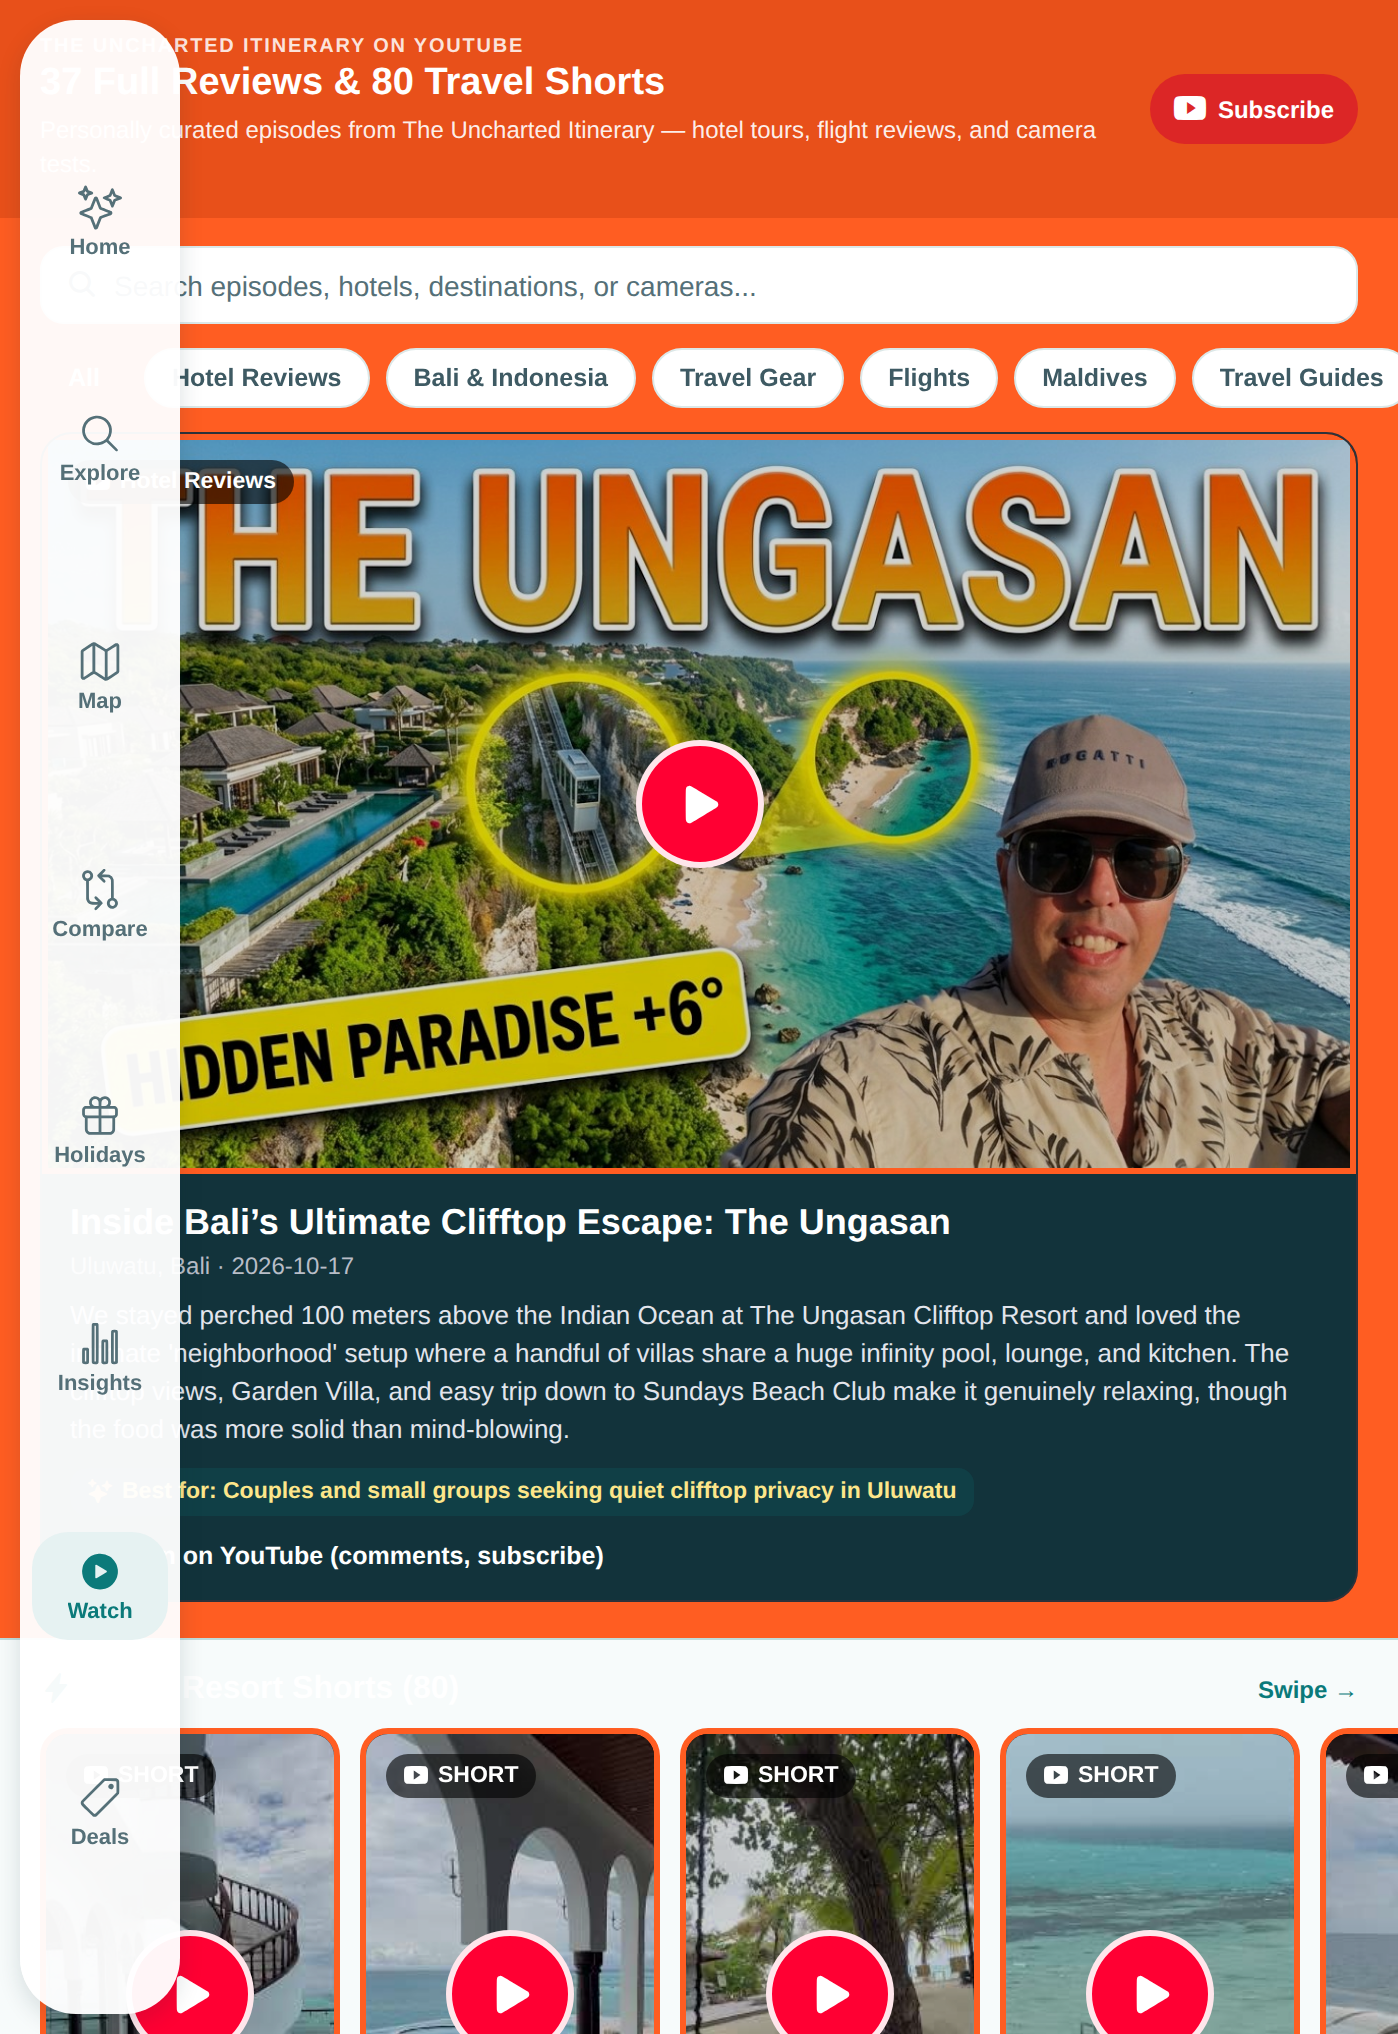 THE UNCHARTED ITINERARY ON YOUTUBE
37 Full Reviews & 80 Travel Shorts
Personally curated episodes from The Uncharted Itinerary — hotel tours, flight reviews, and camera
tests.
Subscribe
Home
Search episodes, hotels, destinations, or cameras...
All
Hotel Reviews
Bali & Indonesia
Travel Gear
Flights
Maldives
Travel Guides
Explore
Hotel Reviews
THE UNGASAN
Map
BUGATTI
Compare
HIDDEN PARADISE +6°
Holidays
Inside Bali’s Ultimate Clifftop Escape: The Ungasan
Uluwatu, Bali · 2026-10-17
We stayed perched 100 meters above the Indian Ocean at The Ungasan Clifftop Resort and loved the
intimate 'neighborhood' setup where a handful of villas share a huge infinity pool, lounge, and kitchen. The
views, Garden Villa, and easy trip down to Sundays Beach Club make it genuinely relaxing, though
the food was more solid than mind-blowing.
Insights
Best for: Couples and small groups seeking quiet clifftop privacy in Uluwatu
on YouTube (comments, subscribe)
Watch
Resort Shorts (80)
Swipe →
SHORT
SHORT
SHORT
SHORT
Deals